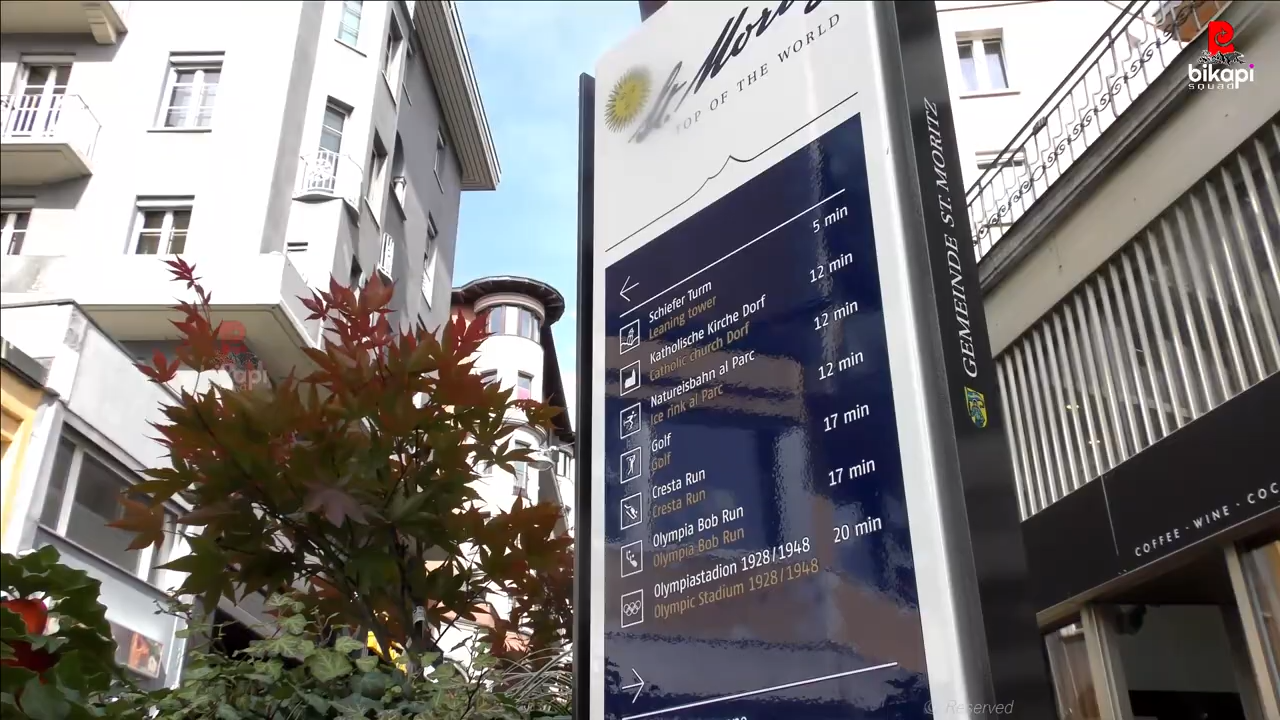 St. Moritz
TOP OF THE WORLD
5 min
Schiefer Turm
Leaning tower
12 min
Katholische Kirche Dorf
Catholic church Dorf
12 min
Natureisbahn al Parc
Ice rink al Parc
12 min
Golf
Golf
17 min
Cresta Run
Cresta Run
17 min
Olympia Bob Run
Olympia Bob Run
20 min
Olympiastadion 1928/1948
Olympic Stadium 1928/1948
GEMEINDE ST. MORITZ
COFFEE · WINE · COC
bikapi
squad
© Reserved